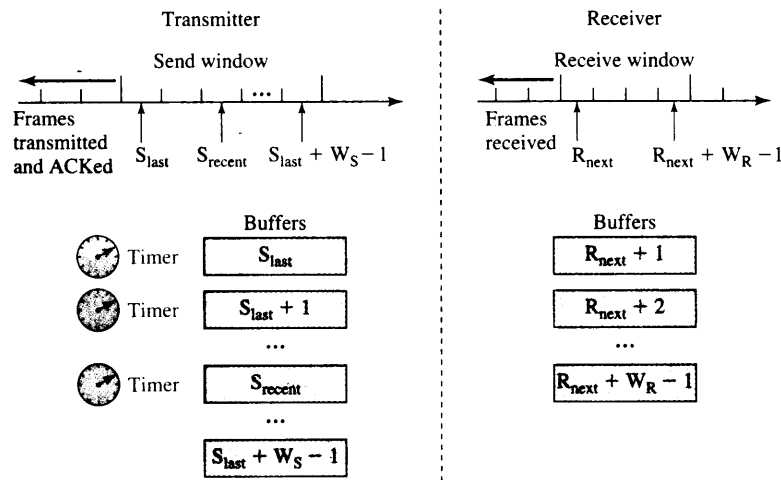 Transmitter
Send window
...
Frames
transmitted
and ACKed
S_last
S_recent
S_last + W_S − 1
Buffers
Timer
S_last
Timer
S_last + 1
...
Timer
S_recent
...
S_last + W_S − 1
Receiver
Receive window
Frames
received
R_next
R_next + W_R − 1
Buffers
R_next + 1
R_next + 2
...
R_next + W_R − 1